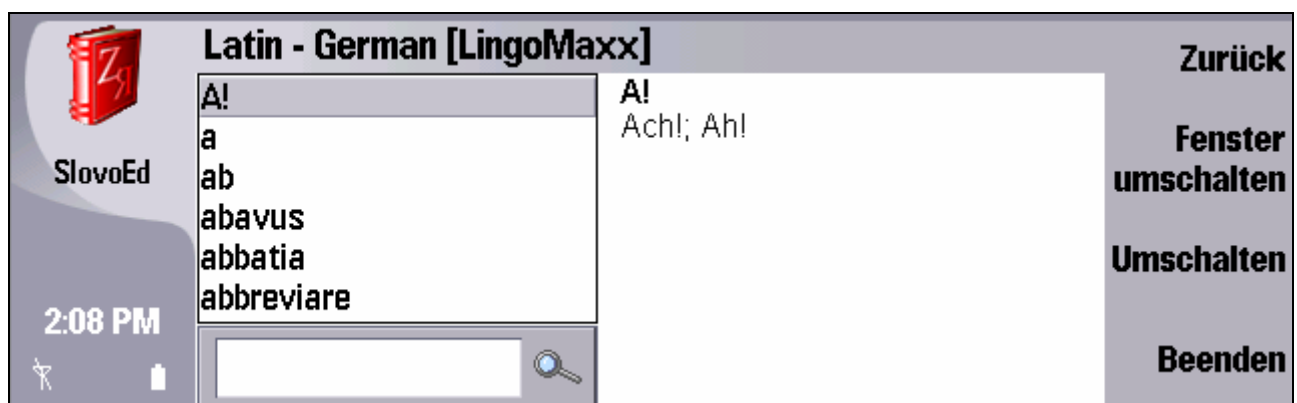 Latin - German [LingoMaxx]
SlovoEd
2:08 PM
A!
a
ab
abavus
abbatia
abbreviare
A!
Ach!; Ah!
Zurück
Fenster
umschalten
Umschalten
Beenden